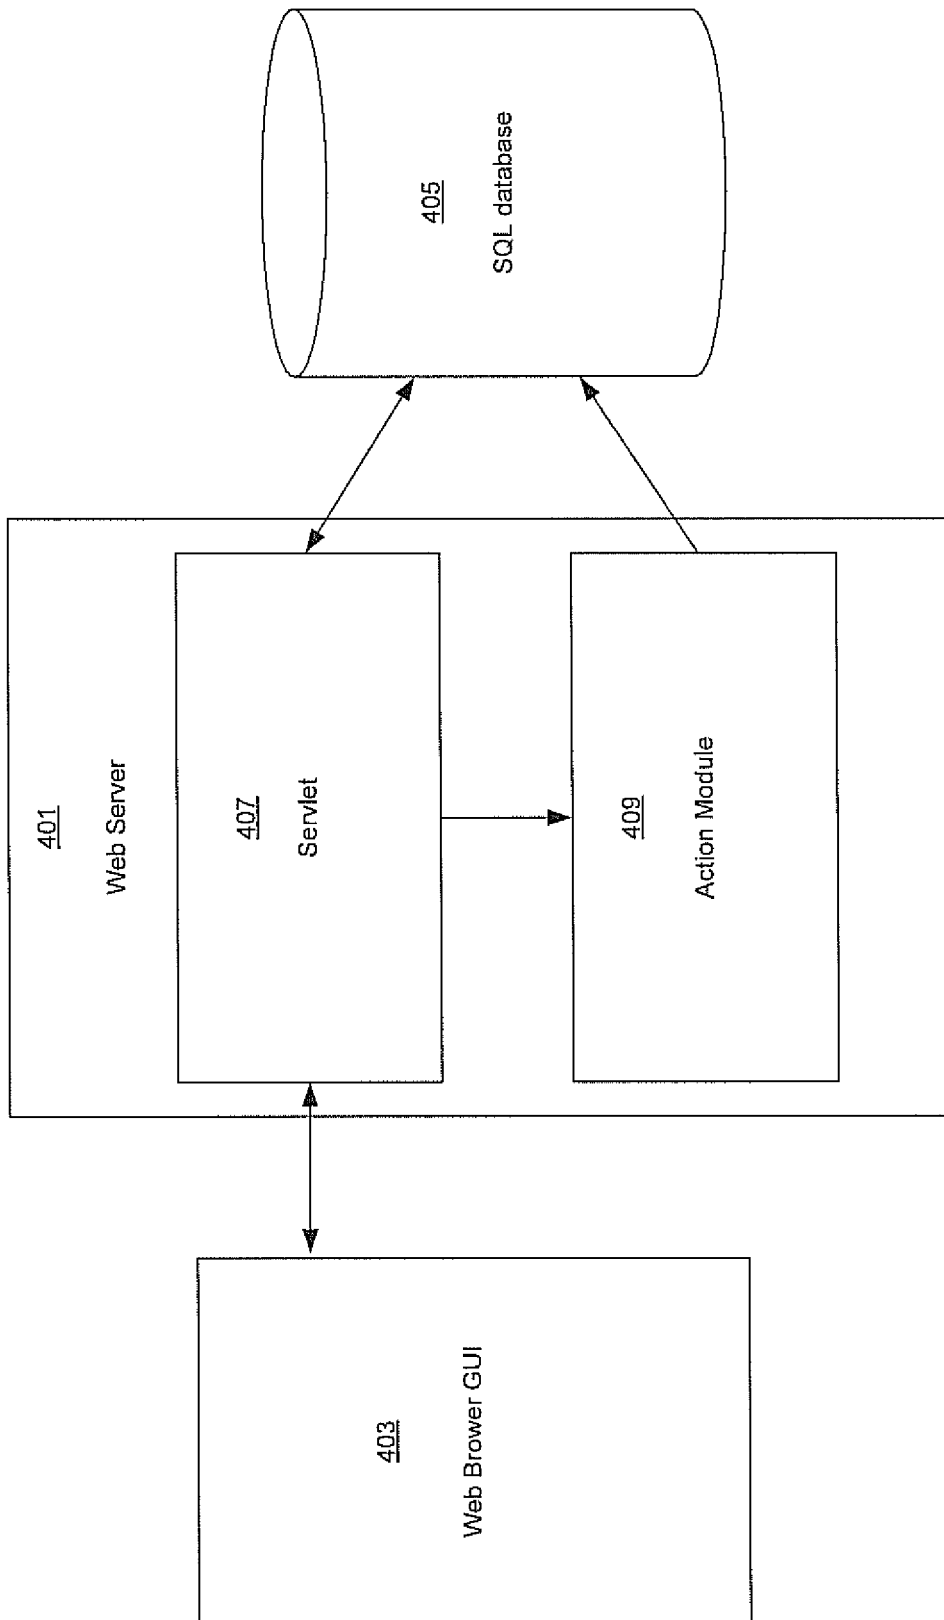 401
Web Server
407
Servlet
409
Action Module
403
Web Brower GUI
405
SQL database